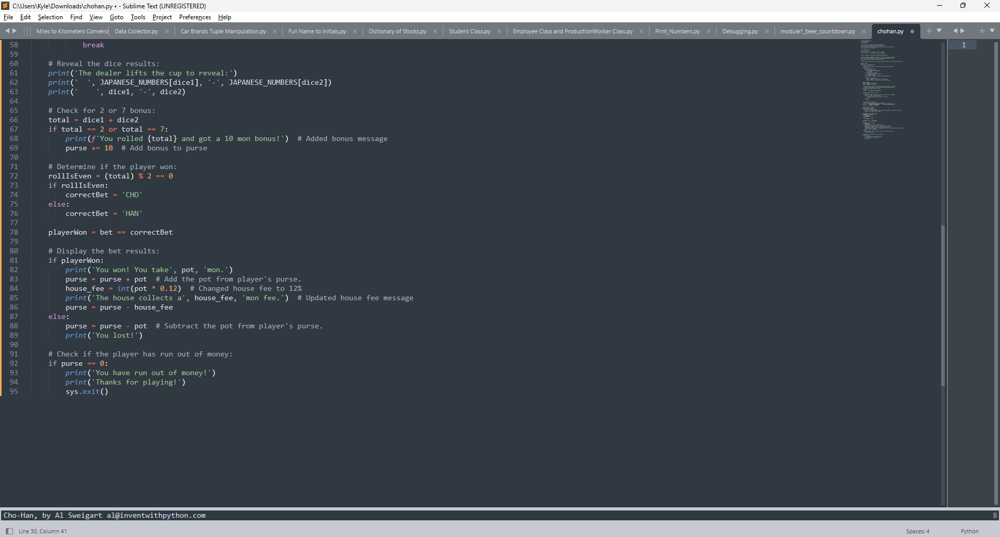 C:\Users\Kyle\Downloads\chohan.py • - Sublime Text (UNREGISTERED)
File Edit Selection Find View Goto Tools Project Preferences Help
Miles to Kilometers Conversi Data Collector.py Car Brands Tuple Manipulation.py Full Name to Initials.py Dictionary of Stocks.py Student Class.py Employee Class and ProductionWorker Class.py Print_Numbers.py Debugging.py module1_beer_countdown.py chohan.py
1
58 break
59
60 # Reveal the dice results:
61 print('The dealer lifts the cup to reveal:')
62 print('  ', JAPANESE_NUMBERS[dice1], '-', JAPANESE_NUMBERS[dice2])
63 print('    ', dice1, '-', dice2)
64
65 # Check for 2 or 7 bonus:
66 total = dice1 + dice2
67 if total == 2 or total == 7:
68 print(f'You rolled {total} and got a 10 mon bonus!')  # Added bonus message
69 purse += 10  # Add bonus to purse
70
71 # Determine if the player won:
72 rollIsEven = (total) % 2 == 0
73 if rollIsEven:
74 correctBet = 'CHO'
75 else:
76 correctBet = 'HAN'
77
78 playerWon = bet == correctBet
79
80 # Display the bet results:
81 if playerWon:
82 print('You won! You take', pot, 'mon.')
83 purse = purse + pot  # Add the pot from player's purse.
84 house_fee = int(pot * 0.12)  # Changed house fee to 12%
85 print('The house collects a', house_fee, 'mon fee.')  # Updated house fee message
86 purse = purse - house_fee
87 else:
88 purse = purse - pot  # Subtract the pot from player's purse.
89 print('You lost!')
90
91 # Check if the player has run out of money:
92 if purse == 0:
93 print('You have run out of money!')
94 print('Thanks for playing!')
95 sys.exit()
Cho-Han, by Al Sweigart al@inventwithpython.com
Line 30, Column 41 Spaces: 4 Python